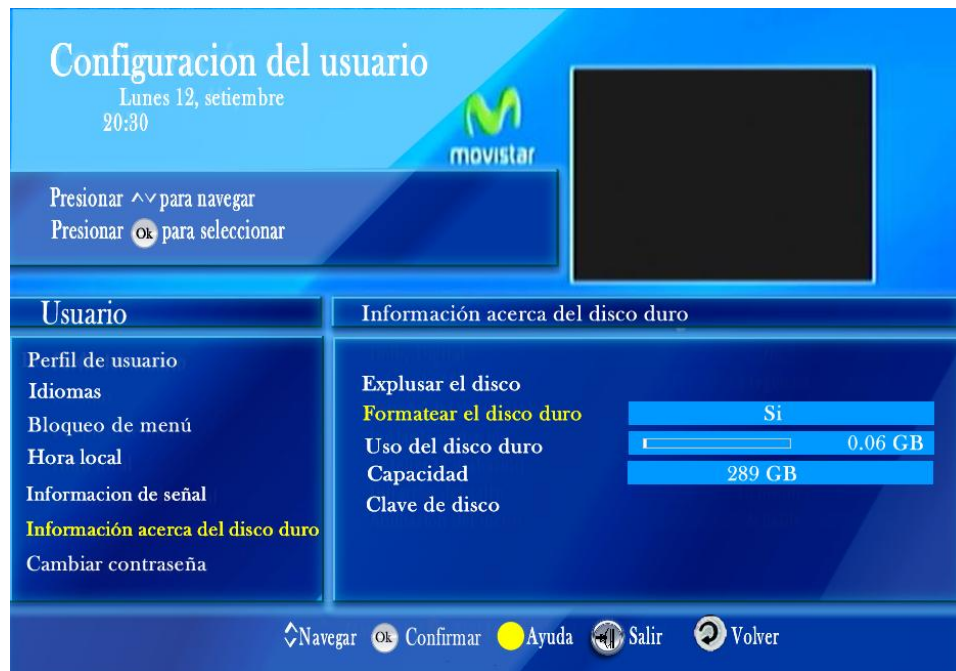 Configuracion del usuario
Lunes 12, setiembre
20:30
movistar
Presionar ^˅ para navegar
Presionar Ok para seleccionar
Usuario
Información acerca del disco duro
Perfil de usuario
Idiomas
Bloqueo de menú
Hora local
Informacion de señal
Información acerca del disco duro
Cambiar contraseña
Explusar el disco
Formatear el disco duro Si
Uso del disco duro 0.06 GB
Capacidad 289 GB
Clave de disco
Navegar Ok Confirmar Ayuda Salir Volver